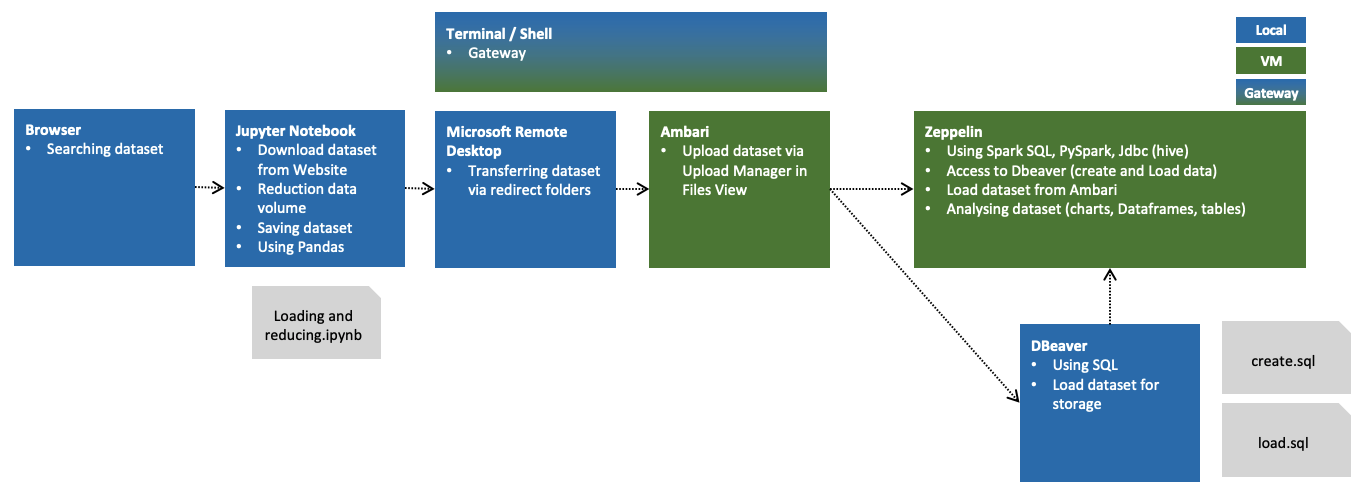 Terminal / Shell
• Gateway
Local
VM
Gateway
Browser
• Searching dataset
Jupyter Notebook
• Download dataset
from Website
• Reduction data
volume
• Saving dataset
• Using Pandas
Microsoft Remote
Desktop
• Transferring dataset
via redirect folders
Ambari
• Upload dataset via
Upload Manager in
Files View
Zeppelin
• Using Spark SQL, PySpark, Jdbc (hive)
• Access to Dbeaver (create and Load data)
• Load dataset from Ambari
• Analysing dataset (charts, Dataframes, tables)
Loading and
reducing.ipynb
DBeaver
• Using SQL
• Load dataset for
storage
create.sql
load.sql